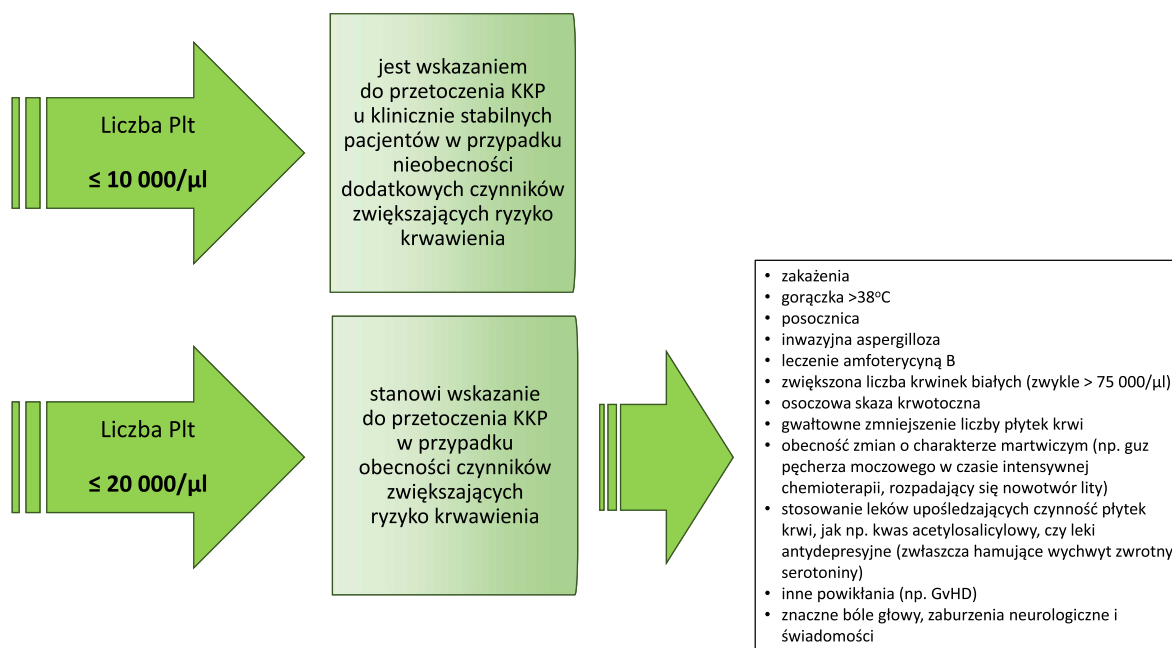 Liczba Plt
≤ 10 000/µl
jest wskazaniem
do przetoczenia KKP
u klinicznie stabilnych
pacjentów w przypadku
nieobecności
dodatkowych czynników
zwiększających ryzyko
krwawienia
Liczba Plt
≤ 20 000/µl
stanowi wskazanie
do przetoczenia KKP
w przypadku
obecności czynników
zwiększających
ryzyko krwawienia
• zakażenia
• gorączka >38°C
• posocznica
• inwazyjna aspergilloza
• leczenie amfoterycyną B
• zwiększona liczba krwinek białych (zwykle > 75 000/µl)
• osoczowa skaza krwotoczna
• gwałtowne zmniejszenie liczby płytek krwi
• obecność zmian o charakterze martwiczym (np. guz
pęcherza moczowego w czasie intensywnej
chemioterapii, rozpadający się nowotwór lity)
• stosowanie leków upośledzających czynność płytek
krwi, jak np. kwas acetylosalicylowy, czy leki
antydepresyjne (zwłaszcza hamujące wychwyt zwrotny
serotoniny)
• inne powikłania (np. GvHD)
• znaczne bóle głowy, zaburzenia neurologiczne i
świadomości